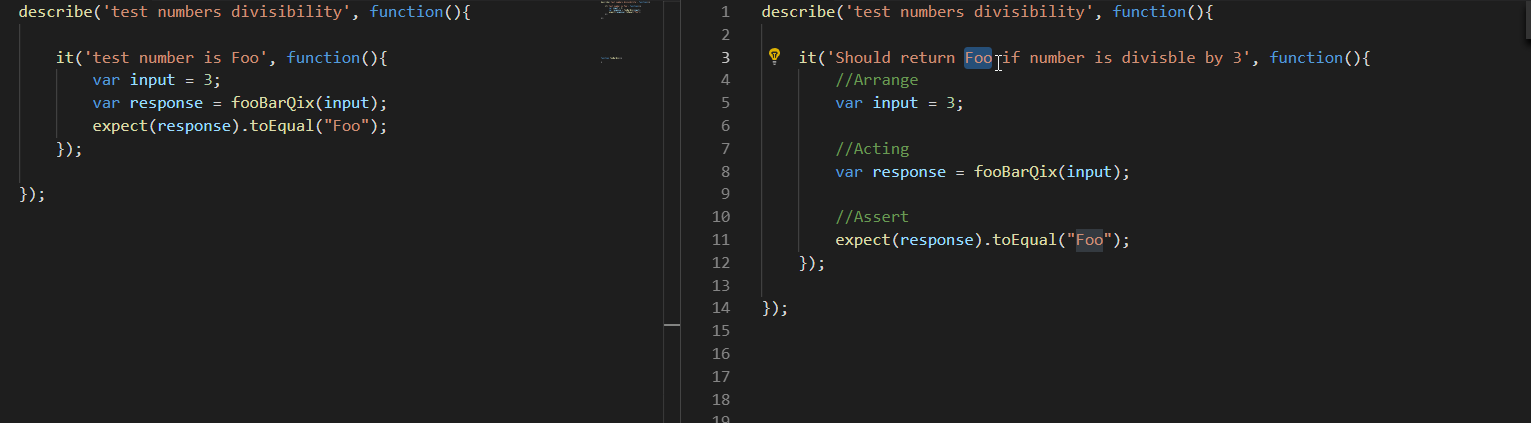 describe('test numbers divisibility', function(){
it('test number is Foo', function(){
var input = 3;
var response = fooBarQix(input);
expect(response).toEqual("Foo");
});
});
1 describe('test numbers divisibility', function(){
2
3 it('Should return Foo if number is divisble by 3', function(){
4 //Arrange
5 var input = 3;
6
7 //Acting
8 var response = fooBarQix(input);
9
10 //Assert
11 expect(response).toEqual("Foo");
12 });
13
14 });
15
16
17
18
19